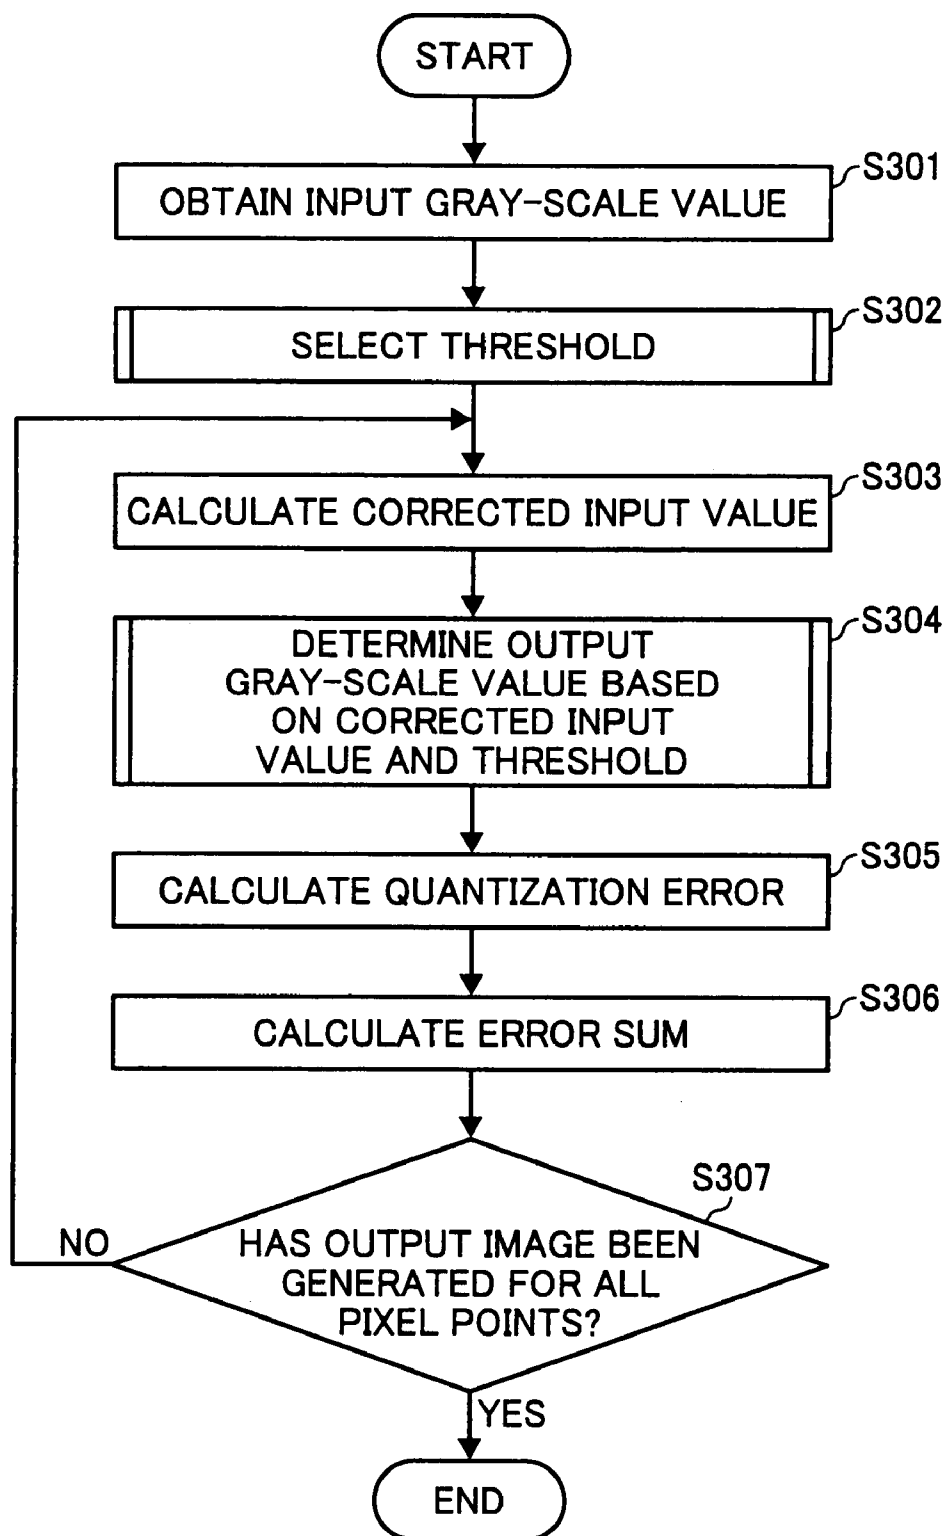 START
S301
OBTAIN INPUT GRAY-SCALE VALUE
S302
SELECT THRESHOLD
S303
CALCULATE CORRECTED INPUT VALUE
S304
DETERMINE OUTPUT
GRAY-SCALE VALUE BASED
ON CORRECTED INPUT
VALUE AND THRESHOLD
S305
CALCULATE QUANTIZATION ERROR
S306
CALCULATE ERROR SUM
S307
NO
HAS OUTPUT IMAGE BEEN
GENERATED FOR ALL
PIXEL POINTS?
YES
END